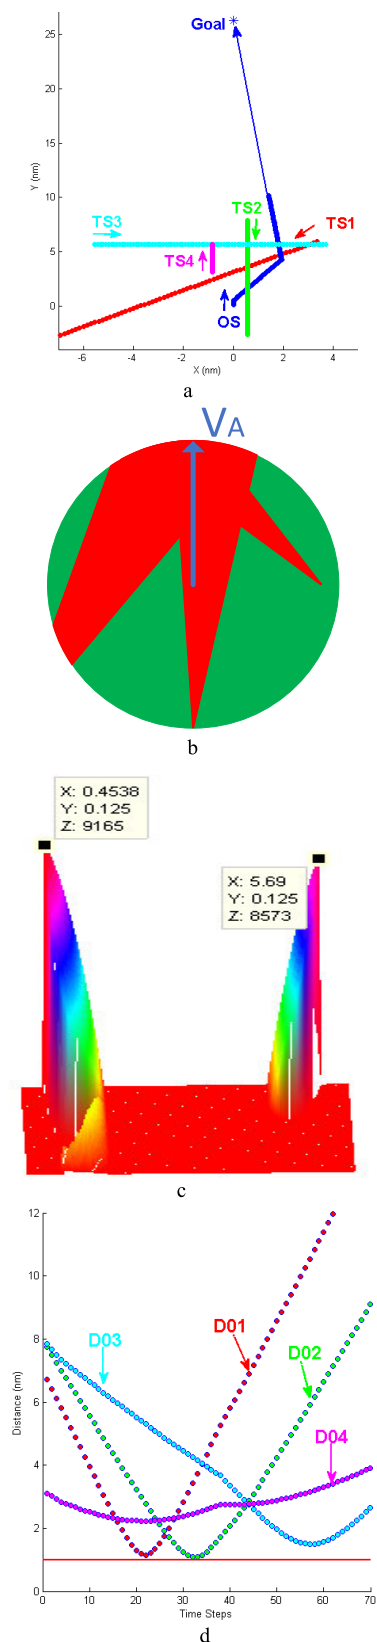 25
Goal *
20
15
Y (nm)
10
TS3
TS2
TS1
5
TS4
0
OS
-6
-4
-2
0
2
4
X (nm)
a
VA
b
X: 0.4538
Y: 0.125
Z: 9165
X: 5.69
Y: 0.125
Z: 8573
c
12
10
8
D03
D01
D02
Distance (nm)
6
D04
4
2
0
0
10
20
30
40
50
60
70
Time Steps
d